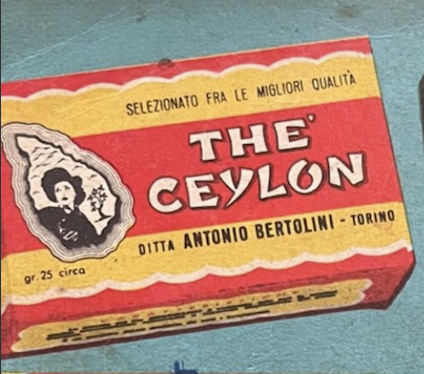 SELEZIONATO FRA LE MIGLIORI QUALITÀ
THE'
CEYLON
DITTA ANTONIO BERTOLINI - TORINO
gr. 25 circa